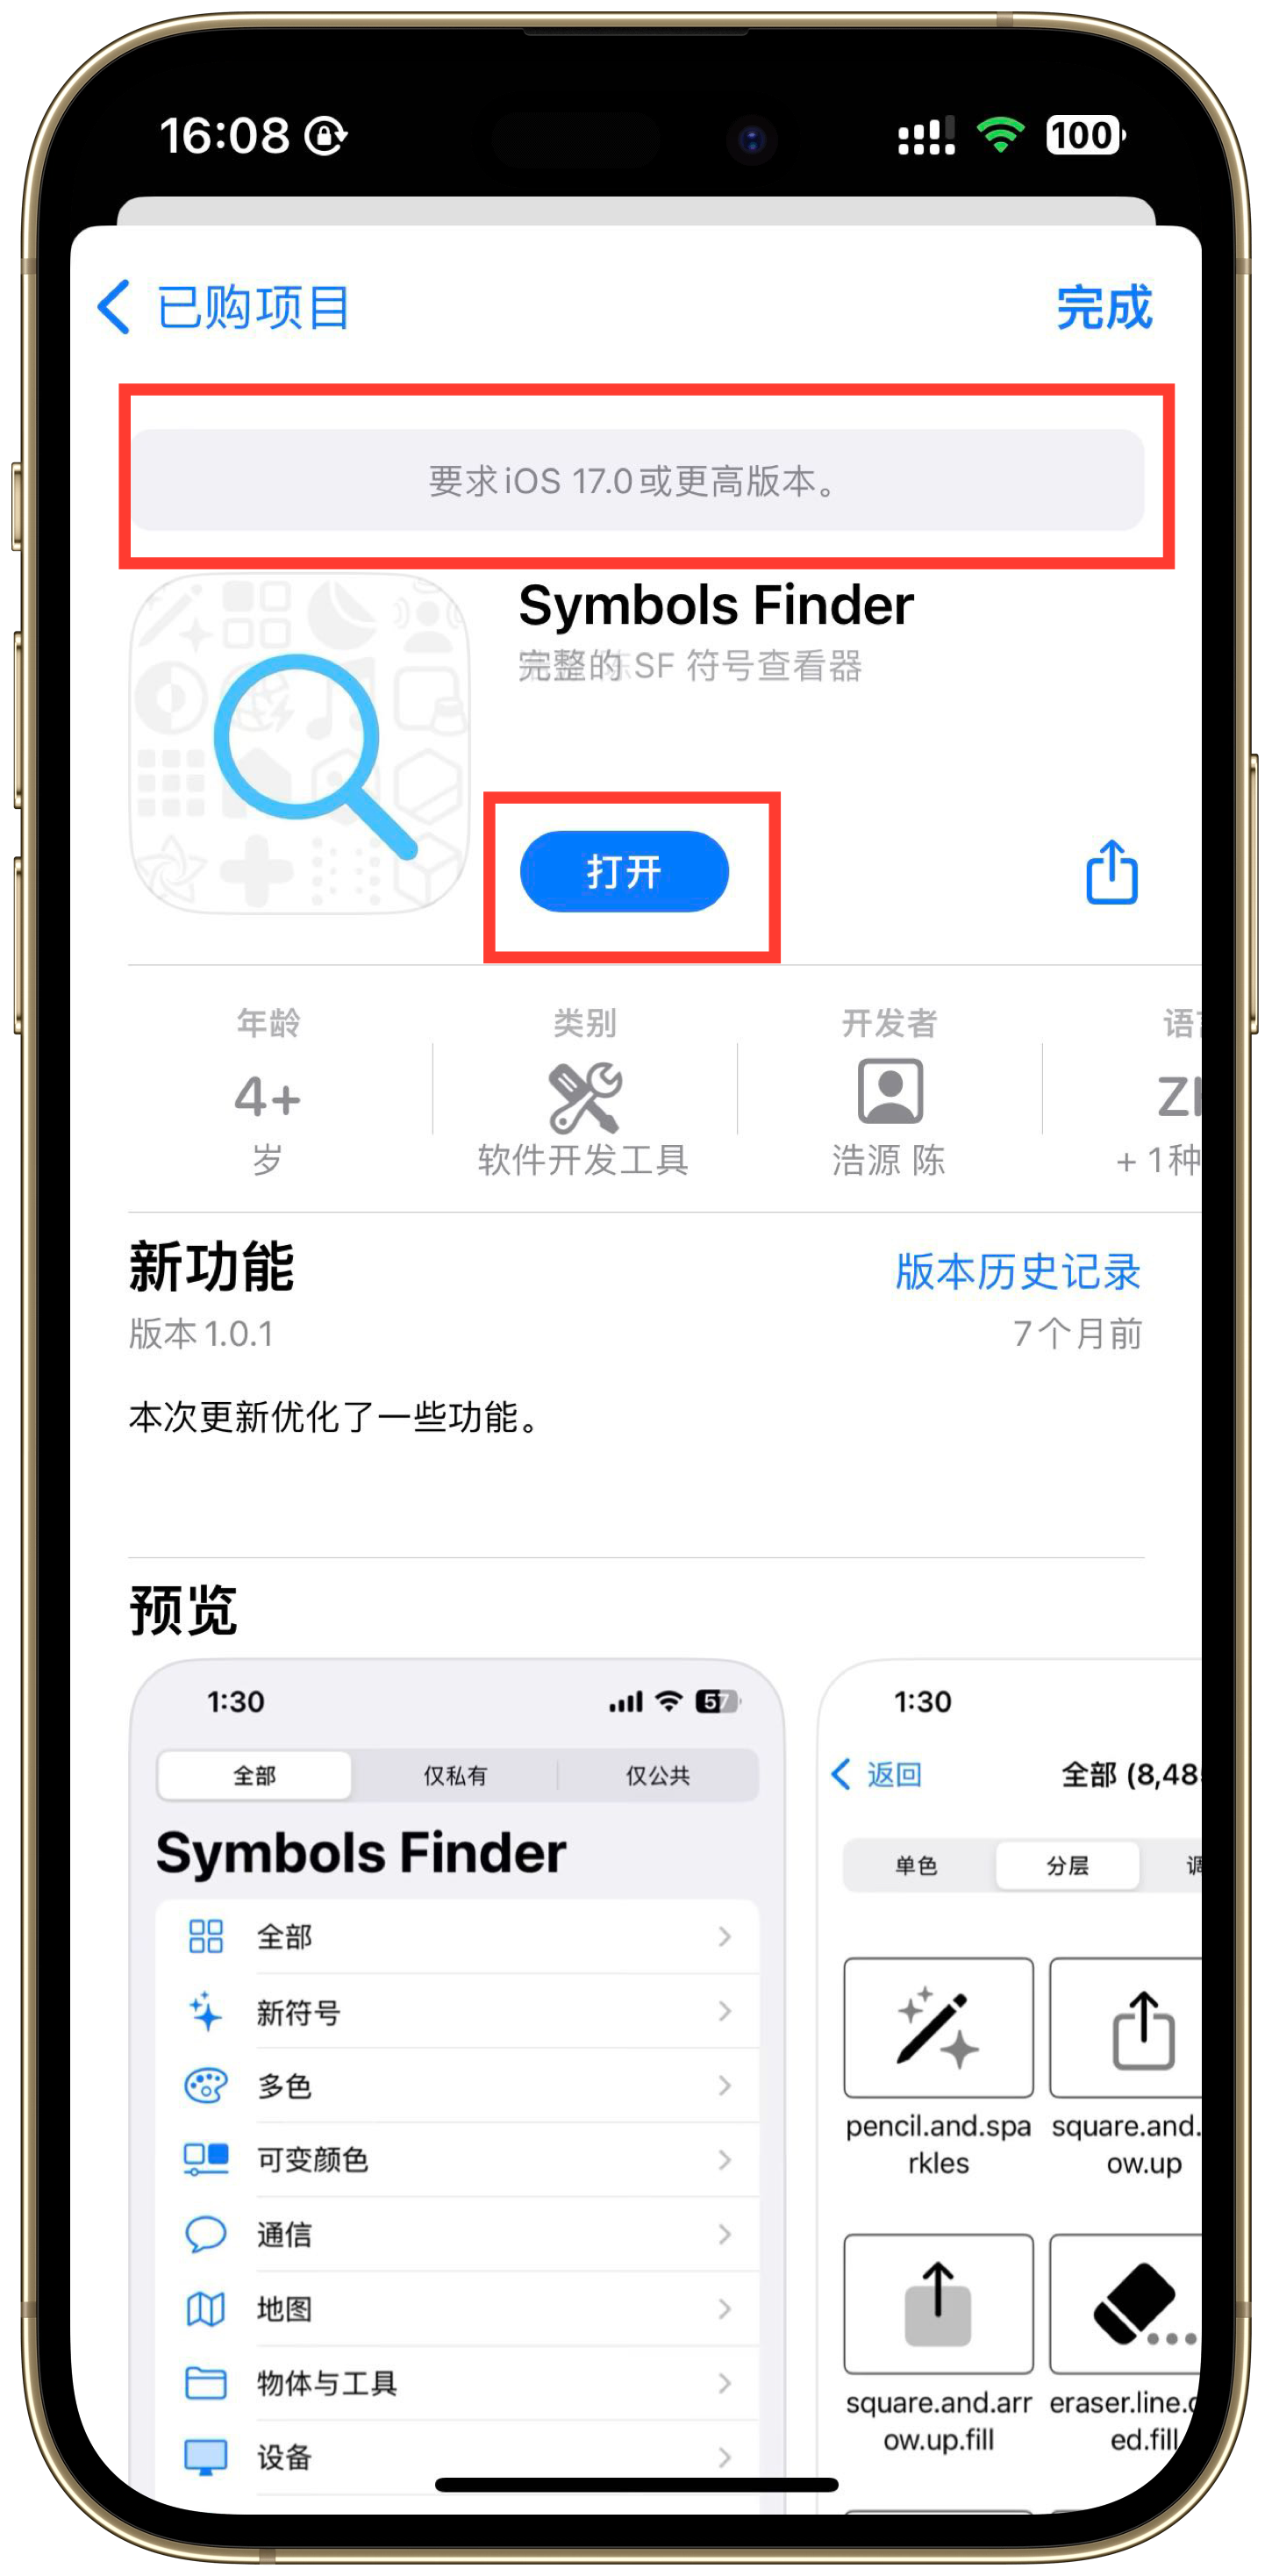 16:08
100
已购项目
完成
要求iOS 17.0或更高版本。
Symbols Finder
完整的 SF 符号查看器
打开
年龄
类别
开发者
4+
岁
软件开发工具
浩源 陈
+ 1种
新功能
版本历史记录
版本 1.0.1
7个月前
本次更新优化了一些功能。
预览
1:30
57
全部
仅私有
仅公共
Symbols Finder
全部
新符号
多色
可变颜色
通信
地图
物体与工具
设备
1:30
返回
全部 (8,48
单色
分层
pencil.and.spa
rkles
square.and.
ow.up
square.and.arr
ow.up.fill
eraser.line.
ed.fill